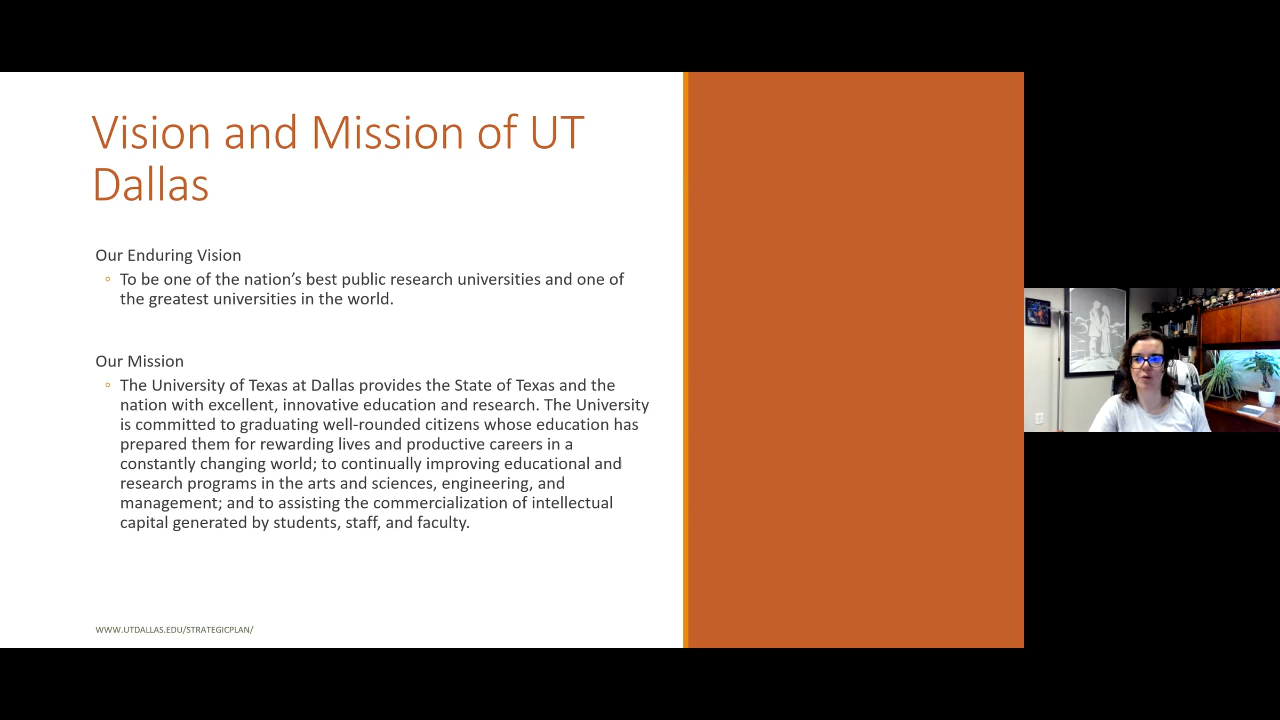 Vision and Mission of UT
Dallas
Our Enduring Vision
◦ To be one of the nation’s best public research universities and one of
the greatest universities in the world.
Our Mission
◦ The University of Texas at Dallas provides the State of Texas and the
nation with excellent, innovative education and research. The University
is committed to graduating well-rounded citizens whose education has
prepared them for rewarding lives and productive careers in a
constantly changing world; to continually improving educational and
research programs in the arts and sciences, engineering, and
management; and to assisting the commercialization of intellectual
capital generated by students, staff, and faculty.
WWW.UTDALLAS.EDU/STRATEGICPLAN/